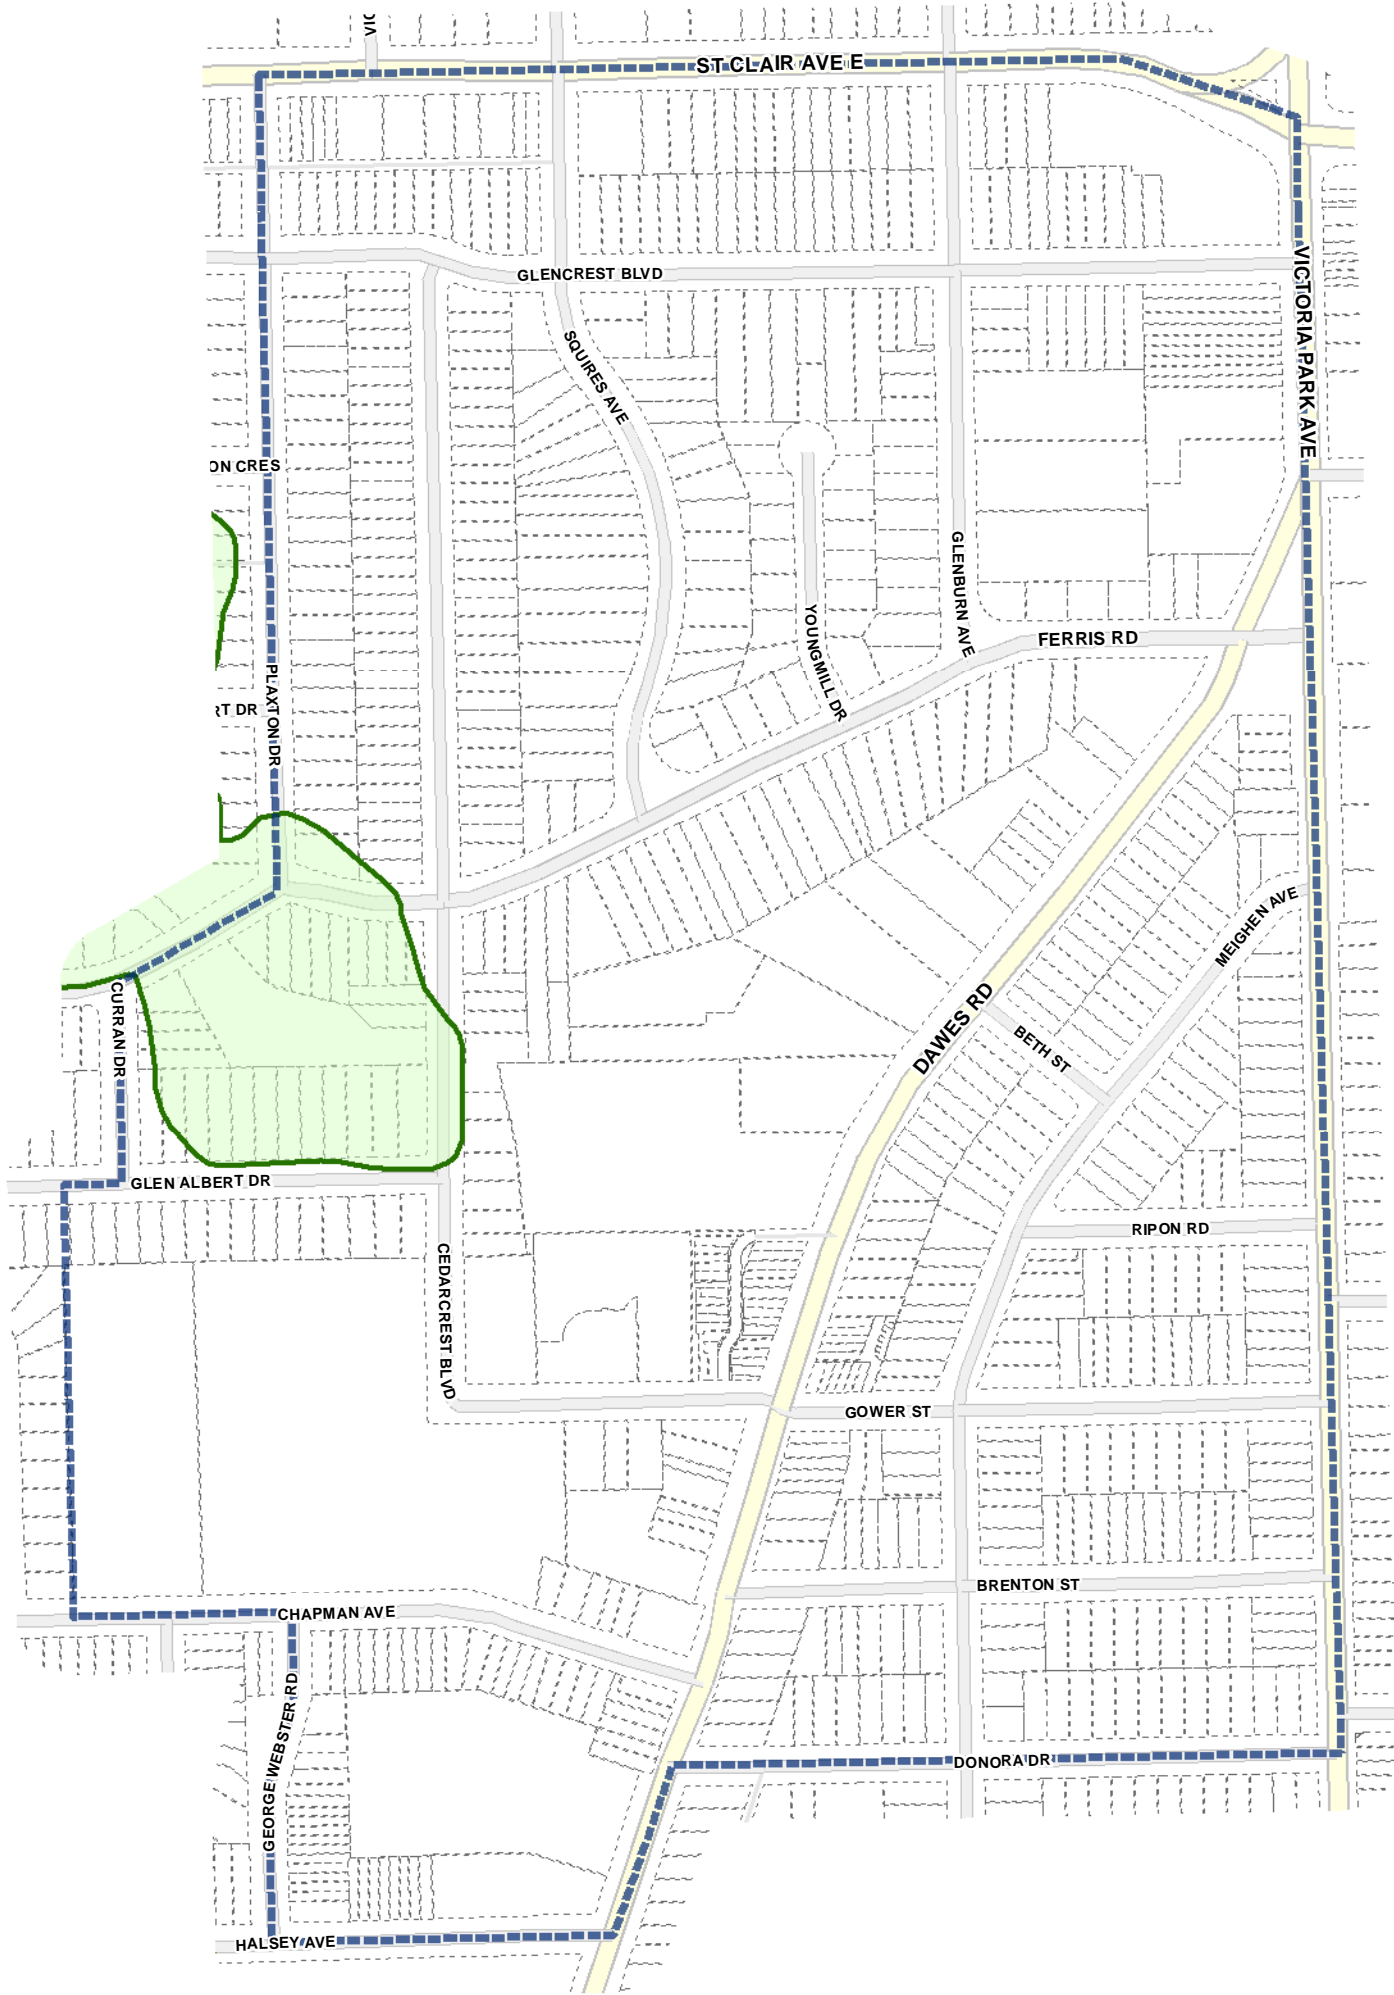 VIC
ST CLAIR AVE E
GLENCREST BLVD
VICTORIA PARK AVE
SQUIRES AVE
ON CRES
GLENBURN AVE
YOUNGMILL DR
FERRIS RD
PLAXTON DR
RT DR
MEIGHEN AVE
CURRAN DR
DAWES RD
BETH ST
GLEN ALBERT DR
RIPON RD
CEDARCREST BLVD
GOWER ST
BRENTON ST
CHAPMAN AVE
GEORGE WEBSTER RD
DONORA DR
HALSEY AVE